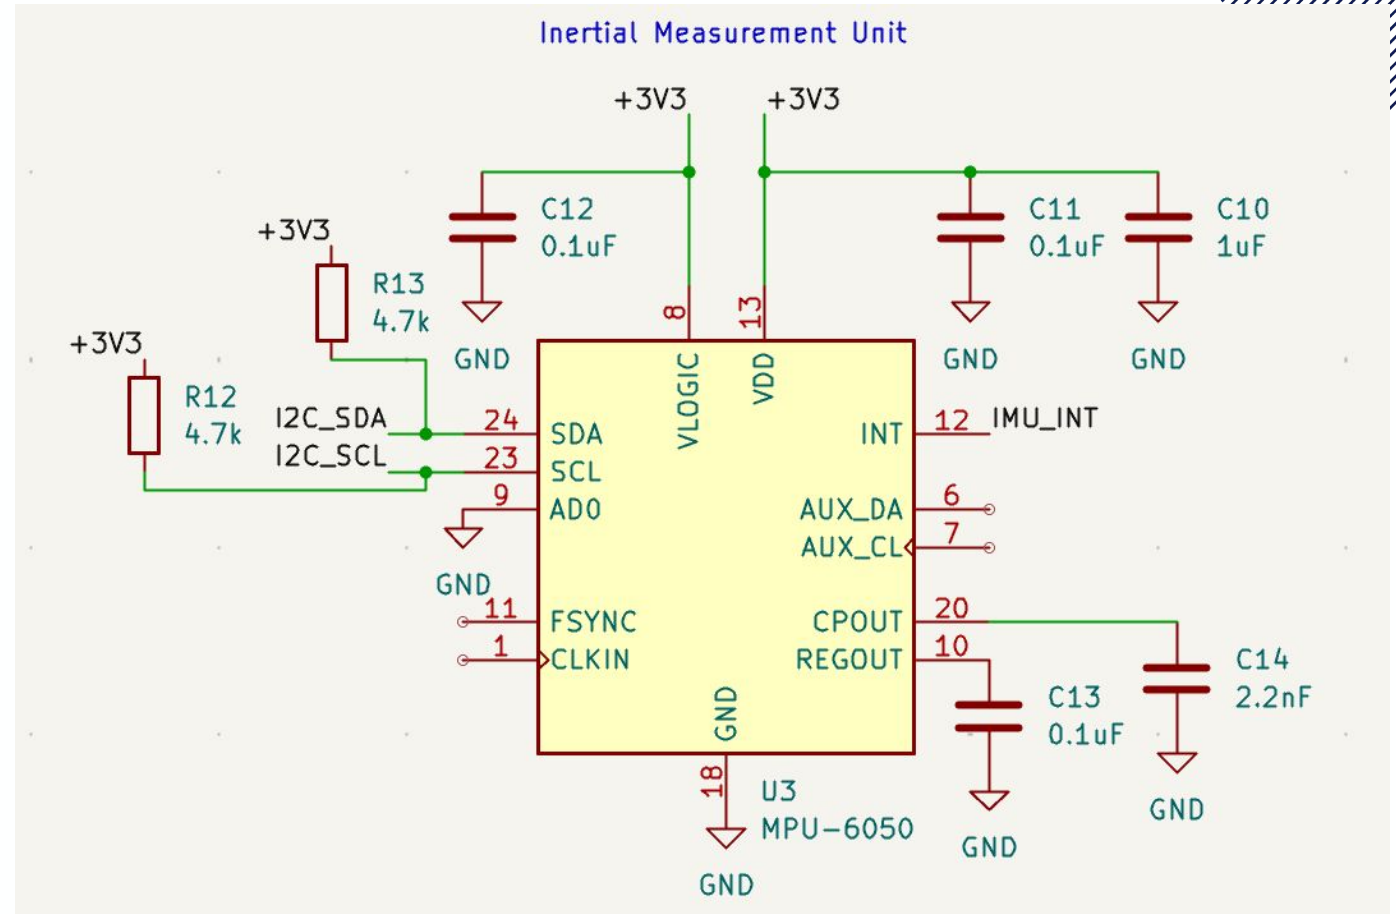 Inertial Measurement Unit
+3V3
+3V3
C12
0.1uF
C11
0.1uF
C10
1uF
+3V3
R13
4.7k
8
13
GND
GND
GND
+3V3
R12
4.7k
VLOGIC
VDD
I2C_SDA
24
SDA
INT
12
IMU_INT
I2C_SCL
23
SCL
9
AD0
AUX_DA
6
AUX_CL
7
GND
11
FSYNC
CPOUT
20
1
CLKIN
REGOUT
10
C14
2.2nF
C13
0.1uF
GND
18
U3
MPU-6050
GND
GND
GND